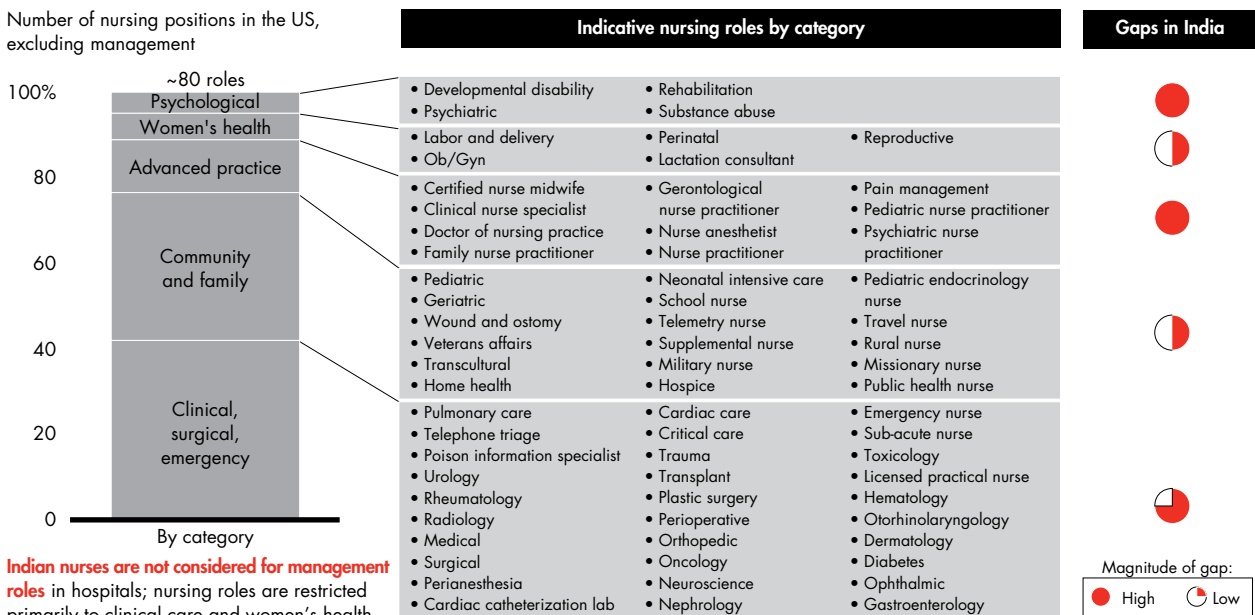 Number of nursing positions in the US,
excluding management
Indicative nursing roles by category
Gaps in India
~80 roles
100%
80
60
40
20
0
Psychological
Women's health
Advanced practice
Community
and family
Clinical,
surgical,
emergency
By category
• Developmental disability
• Psychiatric
• Rehabilitation
• Substance abuse
• Labor and delivery
• Ob/Gyn
• Perinatal
• Lactation consultant
• Reproductive
• Certified nurse midwife
• Clinical nurse specialist
• Doctor of nursing practice
• Family nurse practitioner
• Gerontological
nurse practitioner
• Nurse anesthetist
• Nurse practitioner
• Pain management
• Pediatric nurse practitioner
• Psychiatric nurse
practitioner
• Pediatric
• Geriatric
• Wound and ostomy
• Veterans affairs
• Transcultural
• Home health
• Neonatal intensive care
• School nurse
• Telemetry nurse
• Supplemental nurse
• Military nurse
• Hospice
• Pediatric endocrinology
nurse
• Travel nurse
• Rural nurse
• Missionary nurse
• Public health nurse
• Pulmonary care
• Telephone triage
• Poison information specialist
• Urology
• Rheumatology
• Radiology
• Medical
• Surgical
• Perianesthesia
• Cardiac catheterization lab
• Cardiac care
• Critical care
• Trauma
• Transplant
• Plastic surgery
• Perioperative
• Orthopedic
• Oncology
• Neuroscience
• Nephrology
• Emergency nurse
• Sub-acute nurse
• Toxicology
• Licensed practical nurse
• Hematology
• Otorhinolaryngology
• Dermatology
• Diabetes
• Ophthalmic
• Gastroenterology
Indian nurses are not considered for management
roles in hospitals; nursing roles are restricted
primarily to clinical care and women's health
Magnitude of gap:
High
Low